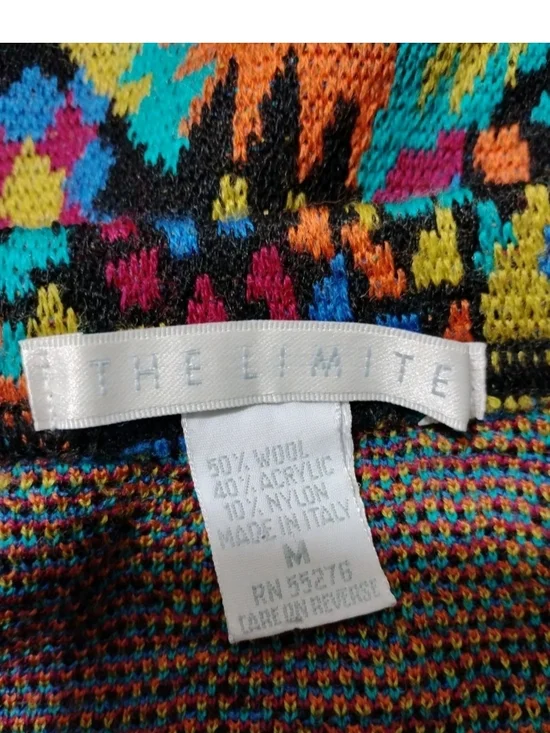 THE LIMITE
50% WOOL
40% ACRYLIC
10% NYLON
MADE IN ITALY
M
RN 55276
CARE ON REVERSE